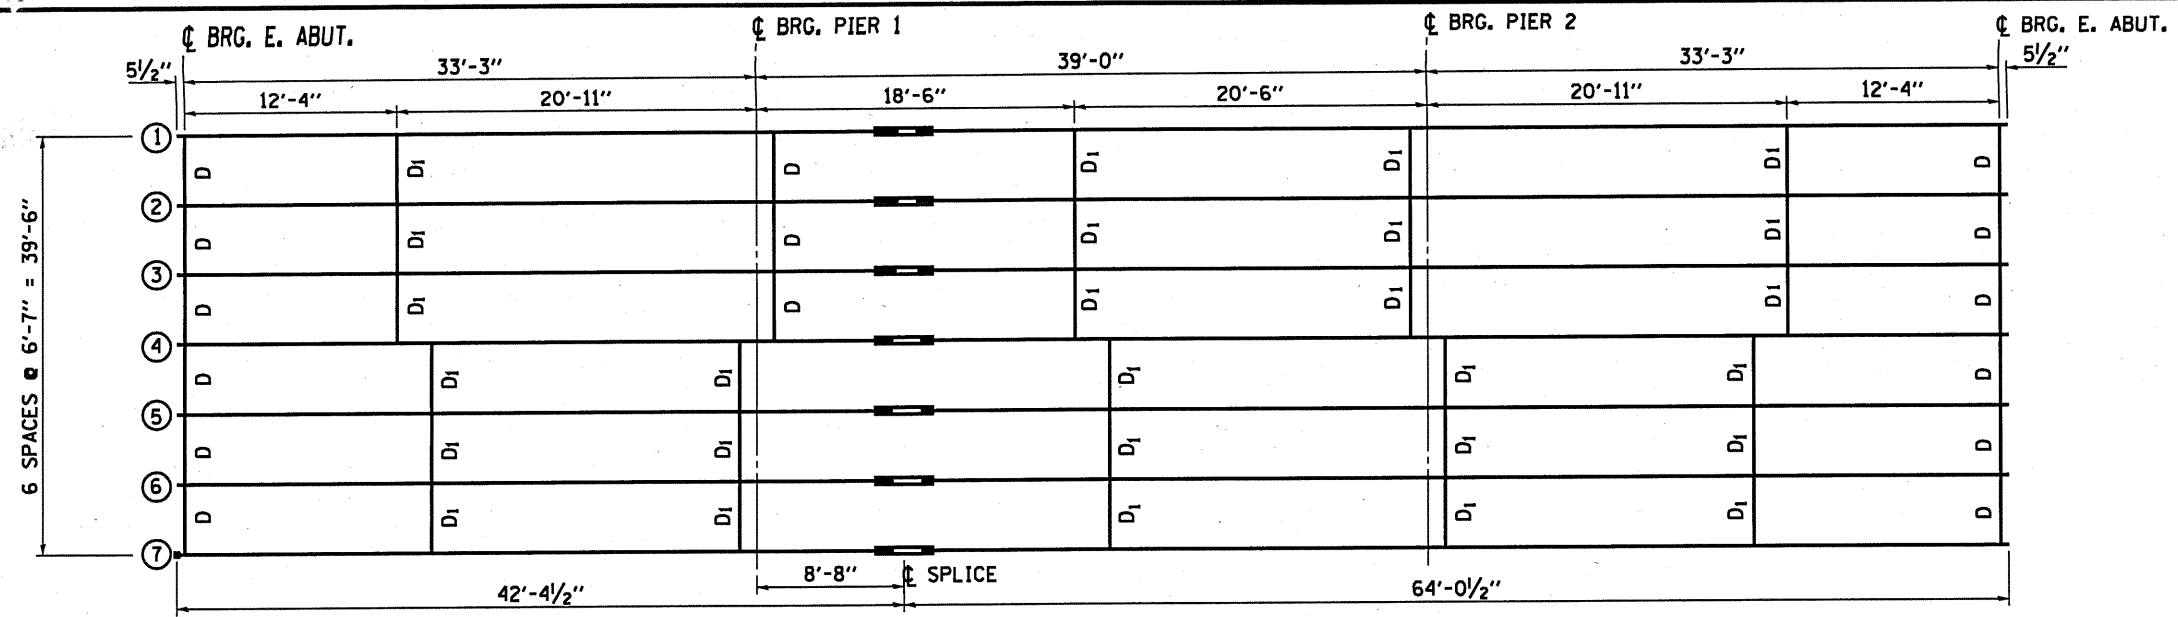 ℄ BRG. E. ABUT.
℄ BRG. PIER 1
℄ BRG. PIER 2
℄ BRG. E. ABUT.
5½" 33'-3" 39'-0" 33'-3" 5½"
12'-4" 20'-11" 18'-6" 20'-6" 20'-11" 12'-4"
6 SPACES @ 6'-7" = 39'-6"
1
D D1 D D1 D1 D1 D
2
D D1 D D1 D1 D1 D
3
D D1 D D1 D1 D1 D
4
D D1 D1 D1 D1 D1 D
5
D D1 D1 D1 D1 D1 D
6
D D1 D1 D1 D1 D1 D
7
8'-8" ℄ SPLICE
42'-4½" 64'-0½"